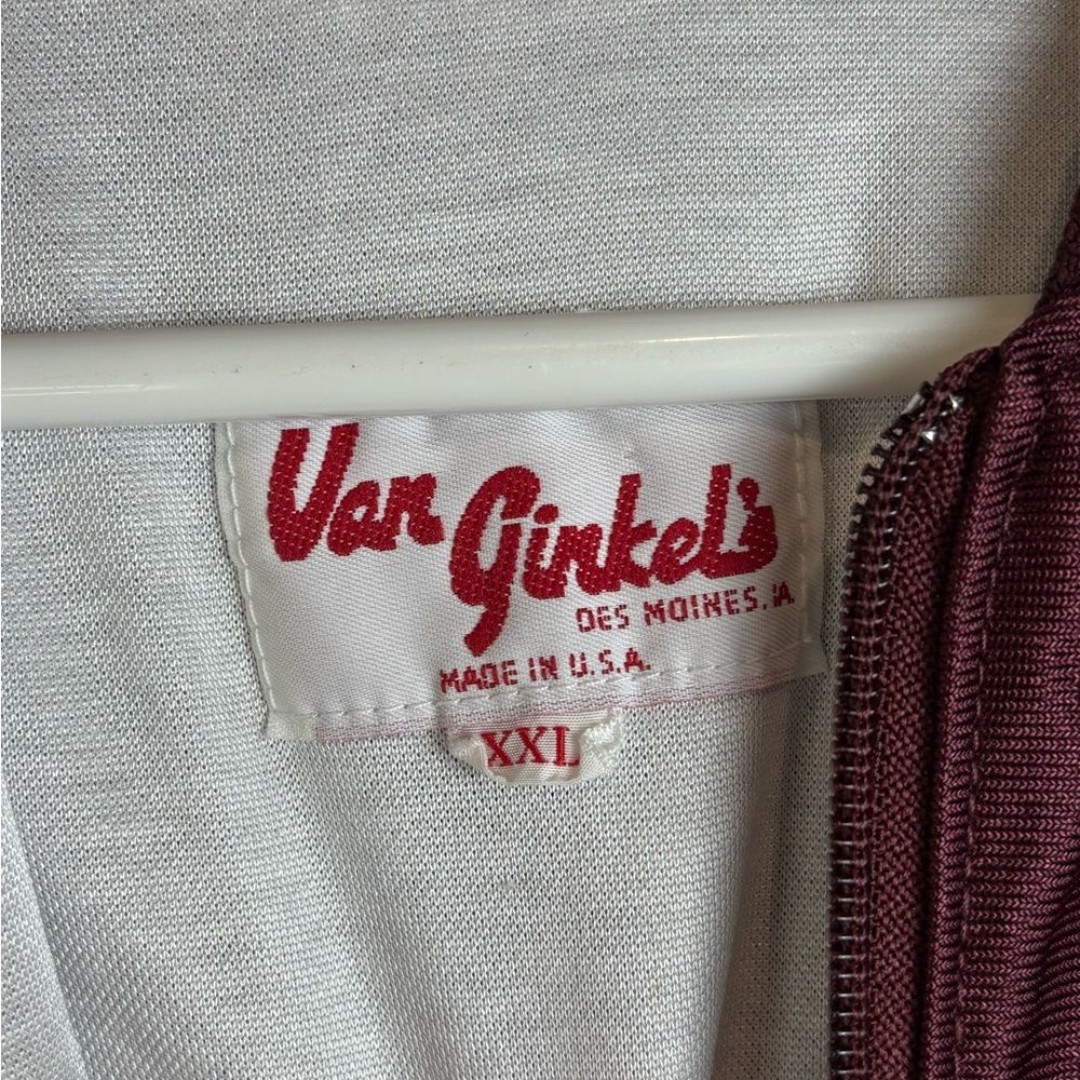 Van
Ginkel's
DES MOINES, IA
MADE IN U.S.A.
XXL